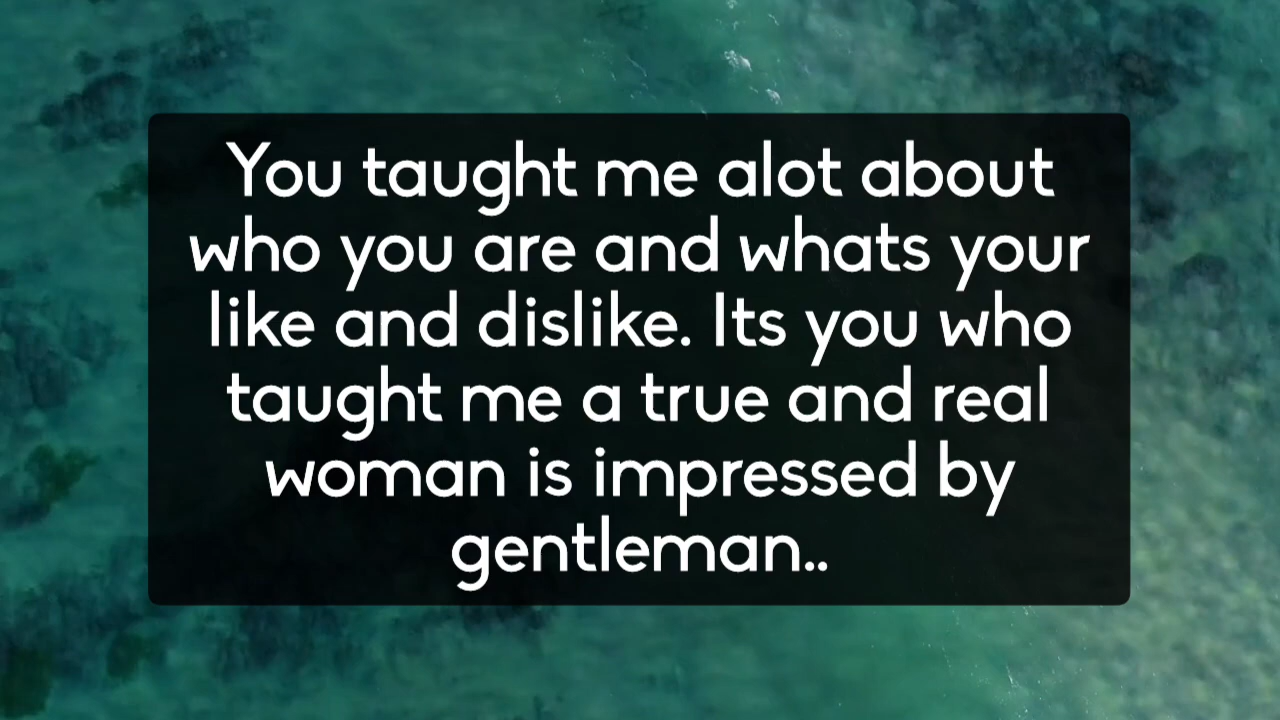 You taught me alot about
who you are and whats your
like and dislike. Its you who
taught me a true and real
woman is impressed by
gentleman..